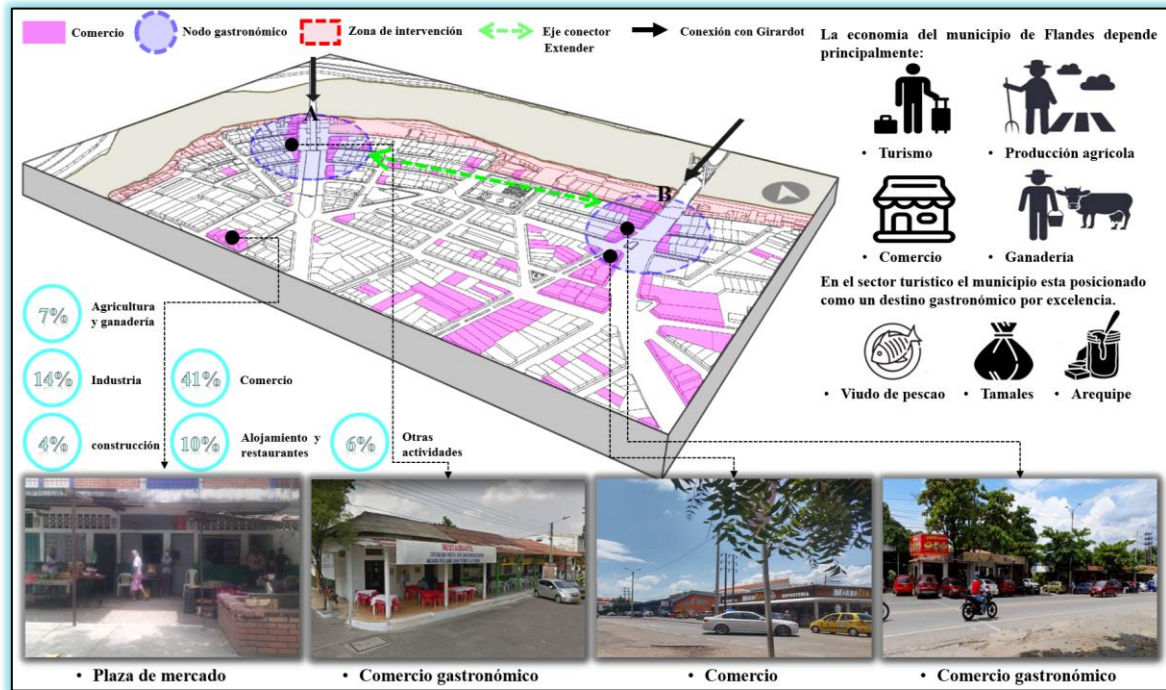 Comercio
Nodo gastronómico
Zona de intervención
Eje conector
Extender
Conexión con Girardot
La economía del municipio de Flandes depende
principalmente:
• Turismo
• Producción agrícola
• Comercio
• Ganadería
En el sector turístico el municipio esta posicionado
como un destino gastronómico por excelencia.
• Viudo de pescao
• Tamales
• Arequipe
A
B
7%
Agricultura
y ganadería
14%
Industria
41%
Comercio
4%
construcción
10%
Alojamiento y
restaurantes
6%
Otras
actividades
RESTAURANTE
• Plaza de mercado
• Comercio gastronómico
• Comercio
• Comercio gastronómico